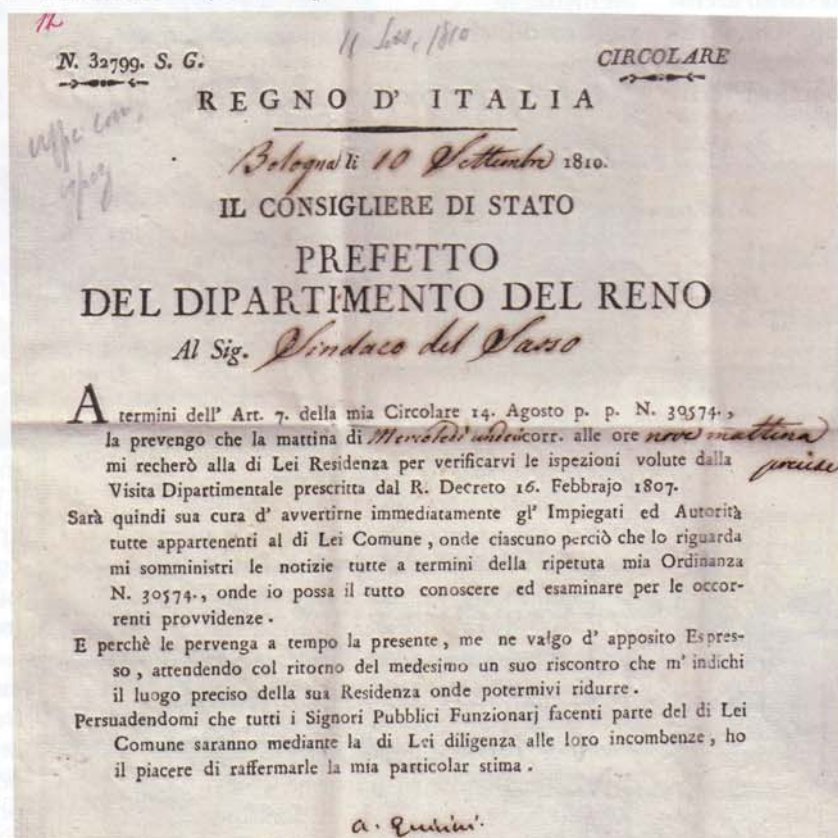 12
11 1810
N. 32799. S. G.
CIRCOLARE
REGNO D' ITALIA
Bologna li 10 Settembre 1810.
IL CONSIGLIERE DI STATO
PREFETTO
DEL DIPARTIMENTO DEL RENO
Al Sig. Sindaco del Sasso
A termini dell' Art. 7. della mia Circolare 14. Agosto p. p. N. 30574.,
la prevengo che la mattina di Mercoledì corr. alle ore nove mattina
precise
mi recherò alla di Lei Residenza per verificarvi le ispezioni volute dalla
Visita Dipartimentale prescritta dal R. Decreto 16. Febbrajo 1807.
Sarà quindi sua cura d' avvertirne immediatamente gl' Impiegati ed Autorità
tutte appartenenti al di Lei Comune, onde ciascuno perciò che lo riguarda
mi somministri le notizie tutte a termini della ripetuta mia Ordinanza
N. 30574., onde io possa il tutto conoscere ed esaminare per le occor-
renti provvidenze.
E perchè le pervenga a tempo la presente, me ne valgo d' apposito Espres-
so, attendendo col ritorno del medesimo un suo riscontro che m' indichi
il luogo preciso della sua Residenza onde potermivi ridurre.
Persuadendomi che tutti i Signori Pubblici Funzionarj facenti parte del di Lei
Comune saranno mediante la di Lei diligenza alle loro incombenze, ho
il piacere di raffermarle la mia particolar stima.
a. Quirini.